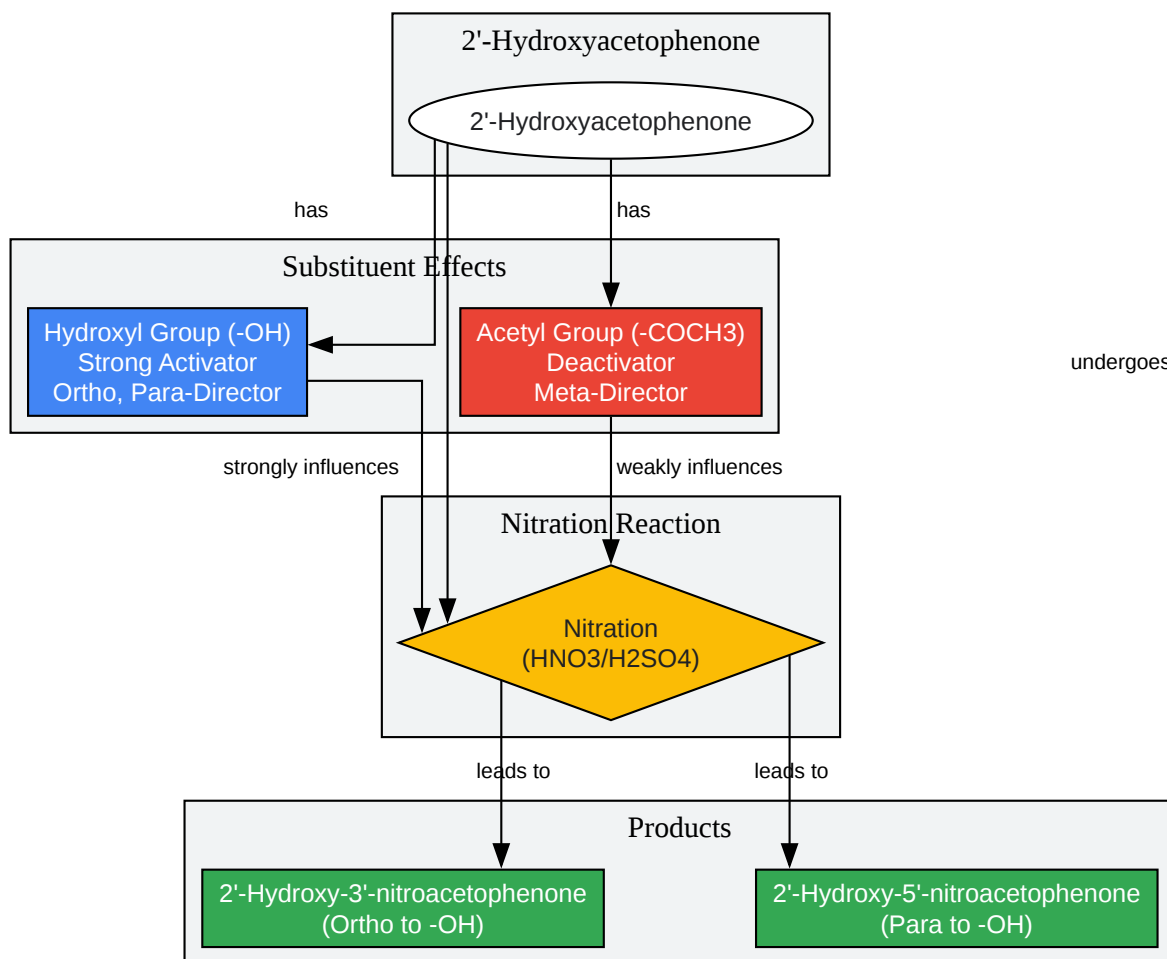 2'-Hydroxyacetophenone
2'-Hydroxyacetophenone
has
has
Substituent Effects
Hydroxyl Group (-OH)
Strong Activator
Ortho, Para-Director
Acetyl Group (-COCH3)
Deactivator
Meta-Director
undergoes
strongly influences
weakly influences
Nitration Reaction
Nitration
(HNO3/H2SO4)
leads to
leads to
Products
2'-Hydroxy-3'-nitroacetophenone
(Ortho to -OH)
2'-Hydroxy-5'-nitroacetophenone
(Para to -OH)